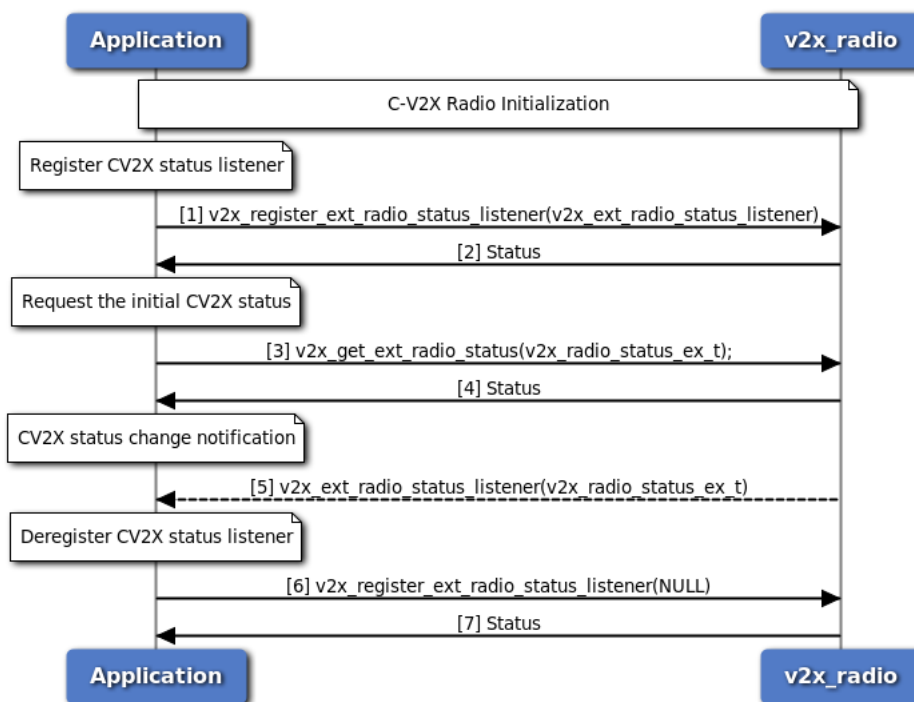 Application
v2x_radio
C-V2X Radio Initialization
Register CV2X status listener
[1] v2x_register_ext_radio_status_listener(v2x_ext_radio_status_listener)
[2] Status
Request the initial CV2X status
[3] v2x_get_ext_radio_status(v2x_radio_status_ex_t);
[4] Status
CV2X status change notification
[5] v2x_ext_radio_status_listener(v2x_radio_status_ex_t)
Deregister CV2X status listener
[6] v2x_register_ext_radio_status_listener(NULL)
[7] Status
Application
v2x_radio